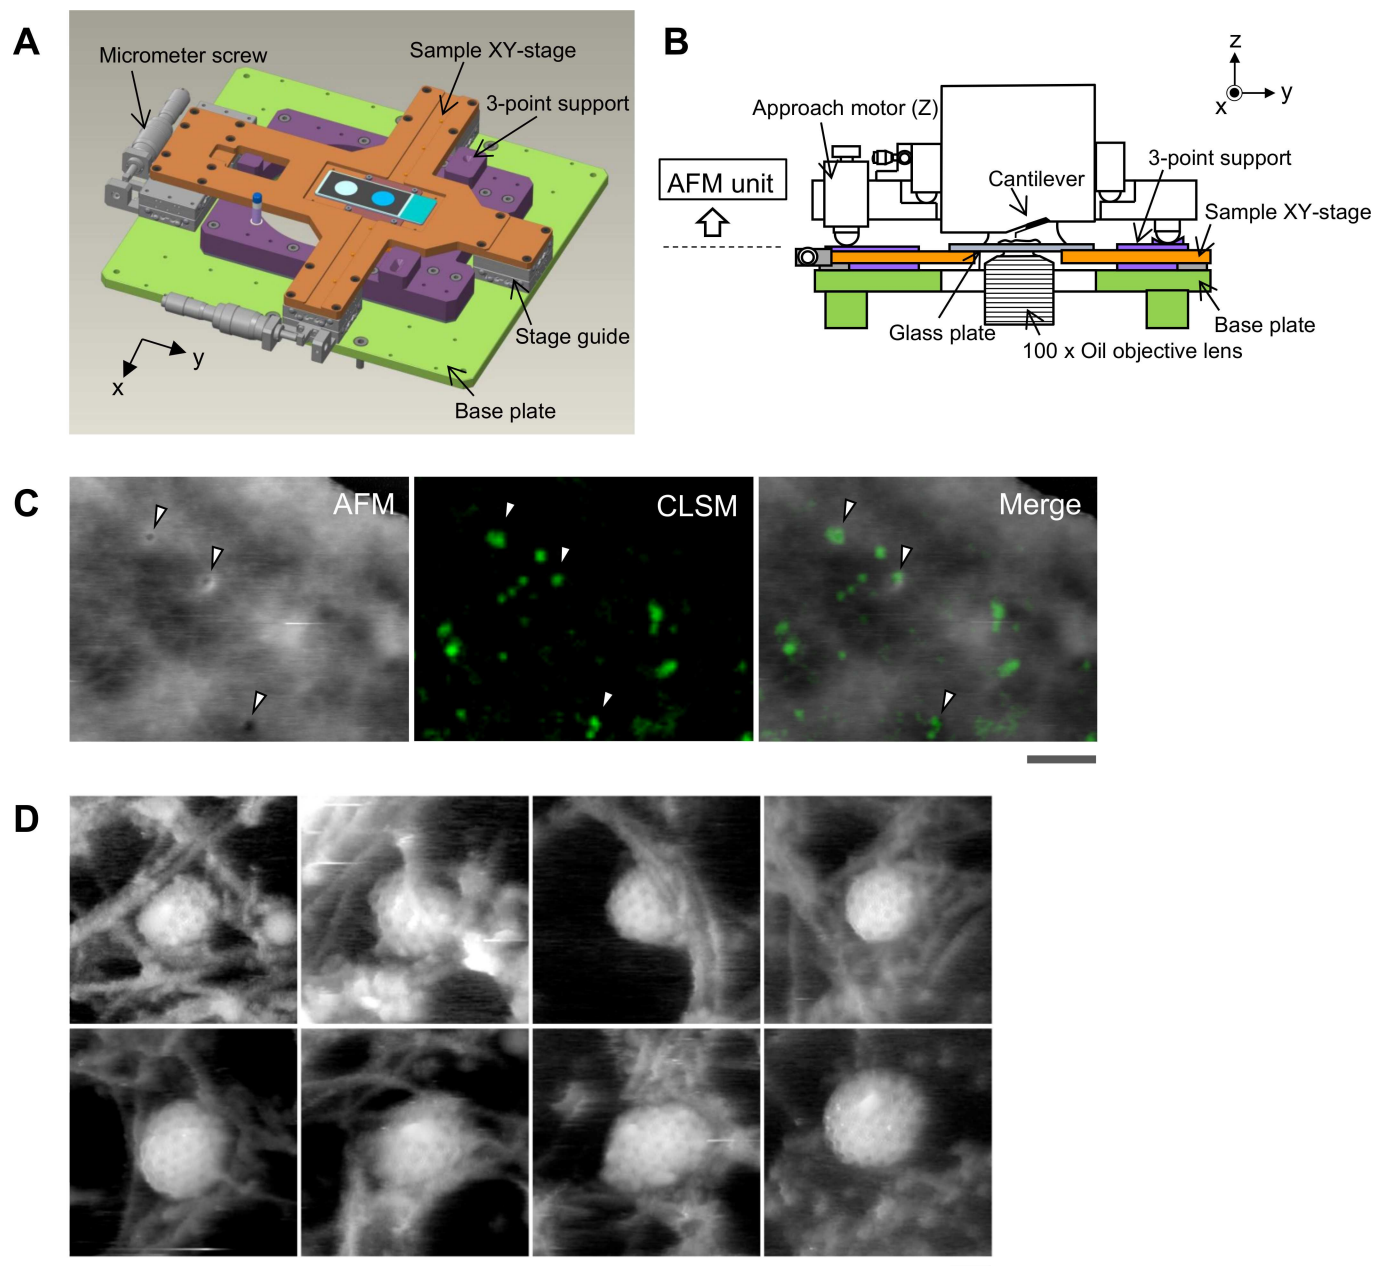 A
Micrometer screw
Sample XY-stage
3-point support
Stage guide
Base plate
x
y
B
z
y
x
Approach motor (Z)
AFM unit
Cantilever
3-point support
Sample XY-stage
Glass plate
Base plate
100 x Oil objective lens
C
AFM
CLSM
Merge
D